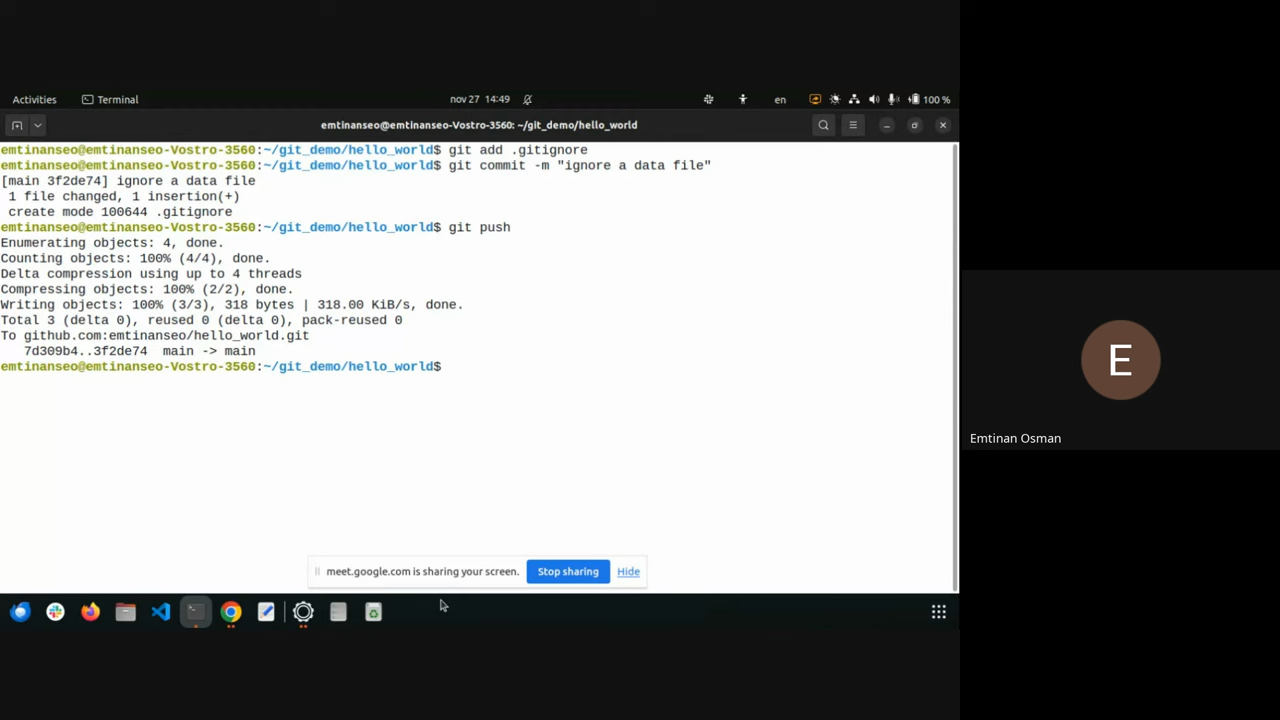 Activities
Terminal
nov 27 14:49
en
100 %
emtinanseo@emtinanseo-Vostro-3560: ~/git_demo/hello_world
emtinanseo@emtinanseo-Vostro-3560:~/git_demo/hello_world$ git add .gitignore
emtinanseo@emtinanseo-Vostro-3560:~/git_demo/hello_world$ git commit -m "ignore a data file"
[main 3f2de74] ignore a data file
 1 file changed, 1 insertion(+)
 create mode 100644 .gitignore
emtinanseo@emtinanseo-Vostro-3560:~/git_demo/hello_world$ git push
Enumerating objects: 4, done.
Counting objects: 100% (4/4), done.
Delta compression using up to 4 threads
Compressing objects: 100% (2/2), done.
Writing objects: 100% (3/3), 318 bytes | 318.00 KiB/s, done.
Total 3 (delta 0), reused 0 (delta 0), pack-reused 0
To github.com:emtinanseo/hello_world.git
   7d309b4..3f2de74  main -> main
emtinanseo@emtinanseo-Vostro-3560:~/git_demo/hello_world$
meet.google.com is sharing your screen.
Stop sharing
Hide
E
Emtinan Osman